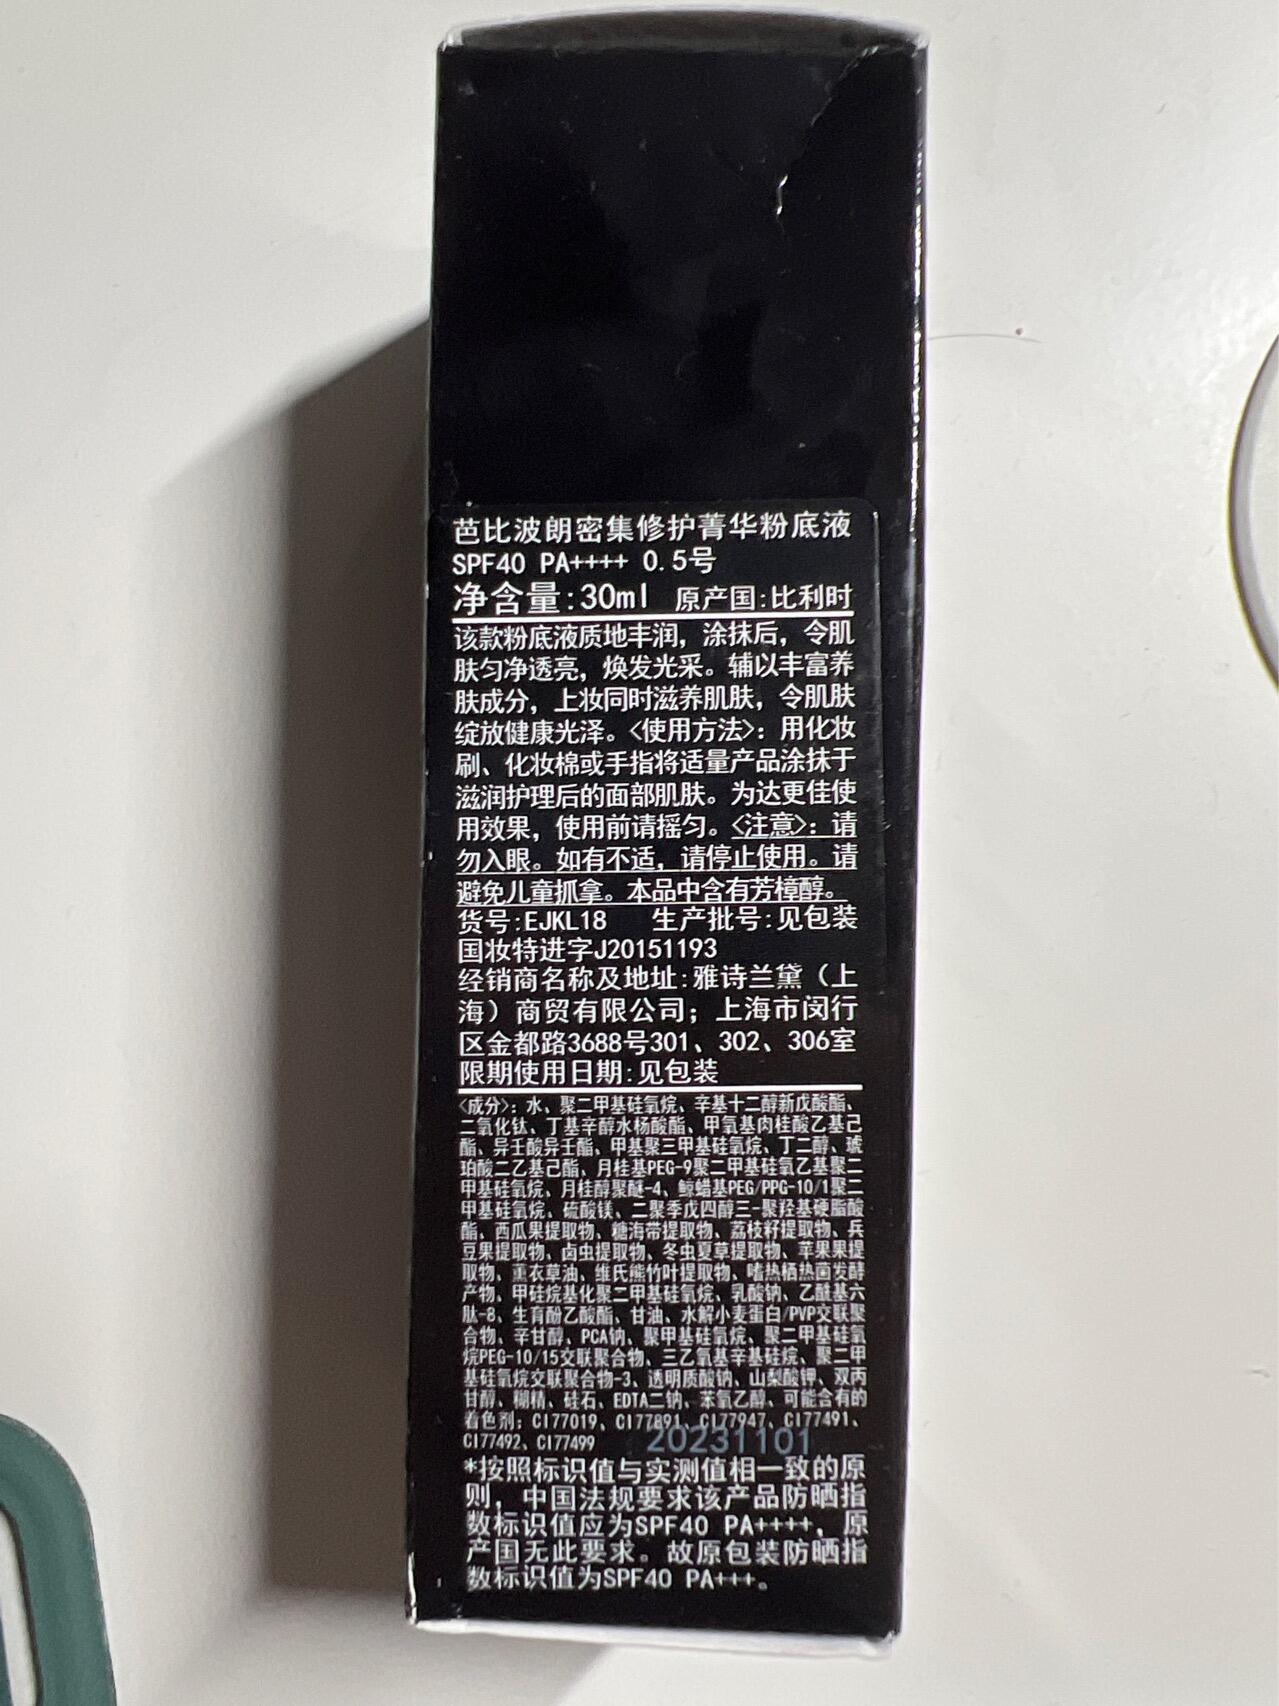 芭比波朗密集修护菁华粉底液
SPF40 PA++++ 0.5号
净含量:30ml 原产国:比利时
该款粉底液质地丰润，涂抹后，令肌
肤匀净透亮，焕发光采。辅以丰富养
肤成分，上妆同时滋养肌肤，令肌肤
绽放健康光泽。<使用方法>：用化妆
刷、化妆棉或手指将适量产品涂抹于
滋润护理后的面部肌肤。为达更佳使
用效果，使用前请摇匀。<注意>：请
勿入眼。如有不适，请停止使用。请
避免儿童抓拿。本品中含有芳樟醇。
货号:EJKL18 生产批号:见包装
国妆特进字J20151193
经销商名称及地址:雅诗兰黛（上
海）商贸有限公司；上海市闵行
区金都路3688号301、302、306室
限期使用日期:见包装
<成分>：水、聚二甲基硅氧烷、辛基十二醇新戊酸酯、
二氧化钛、丁基辛醇水杨酸酯、甲氧基肉桂酸乙基己
酯、异壬酸异壬酯、甲基聚三甲基硅氧烷、丁二醇、琥
珀酸二乙基己酯、月桂基PEG-9聚二甲基硅氧乙基聚二
甲基硅氧烷、月桂醇聚醚-4、鲸蜡基PEG/PPG-10/1聚二
甲基硅氧烷、硫酸镁、二聚季戊四醇三-聚羟基硬脂酸
酯、西瓜果提取物、糖海带提取物、荔枝籽提取物、兵
豆果提取物、卤虫提取物、冬虫夏草提取物、苹果果提
取物、薰衣草油、维氏熊竹叶提取物、嗜热栖热菌发酵
产物、甲硅烷基化聚二甲基硅氧烷、乳酸钠、乙酰基六
肽-8、生育酚乙酸酯、甘油、水解小麦蛋白/PVP交联聚
合物、辛甘醇、PCA钠、聚甲基硅氧烷、聚二甲基硅氧
烷PEG-10/15交联聚合物、三乙氧基辛基硅烷、聚二甲
基硅氧烷交联聚合物-3、透明质酸钠、山梨酸钾、双丙
甘醇、糊精、硅石、EDTA二钠、苯氧乙醇、可能含有的
着色剂：CI77019、CI77891、CI77947、CI77491、
CI77492、CI77499 20231101
*按照标识值与实测值相一致的原
则，中国法规要求该产品防晒指
数标识值应为SPF40 PA++++，原
产国无此要求。故原包装防晒指
数标识值为SPF40 PA+++。